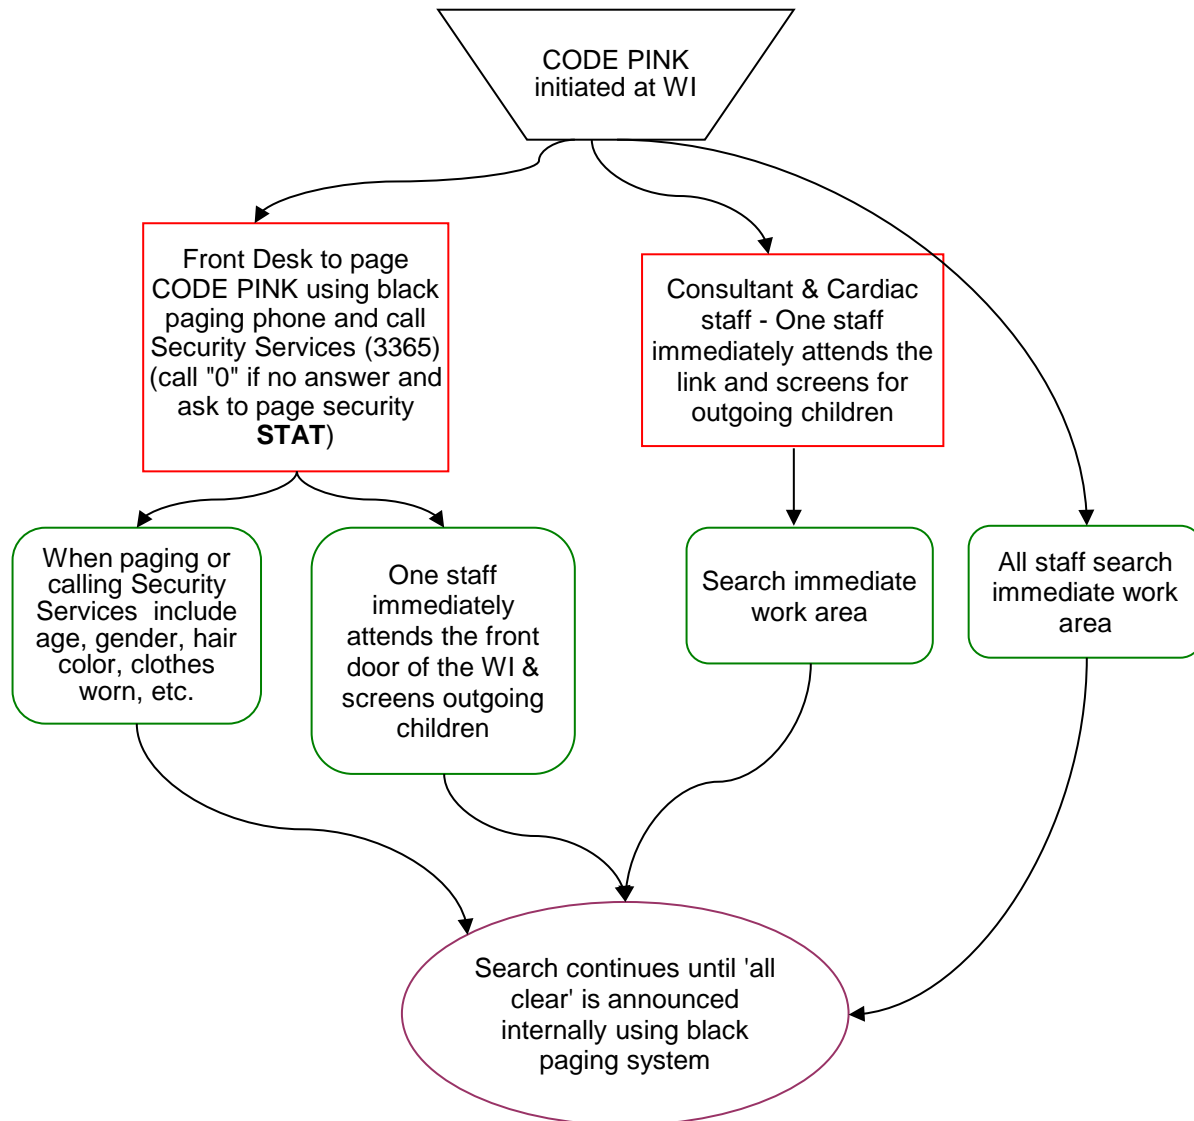 CODE PINK
initiated at WI
Front Desk to page
CODE PINK using black
paging phone and call
Security Services (3365)
(call "0" if no answer and
ask to page security
STAT)
Consultant & Cardiac
staff - One staff
immediately attends the
link and screens for
outgoing children
When paging or
calling Security
Services include
age, gender, hair
color, clothes
worn, etc.
One staff
immediately
attends the front
door of the WI &
screens outgoing
children
Search immediate
work area
All staff search
immediate work
area
Search continues until 'all
clear' is announced
internally using black
paging system